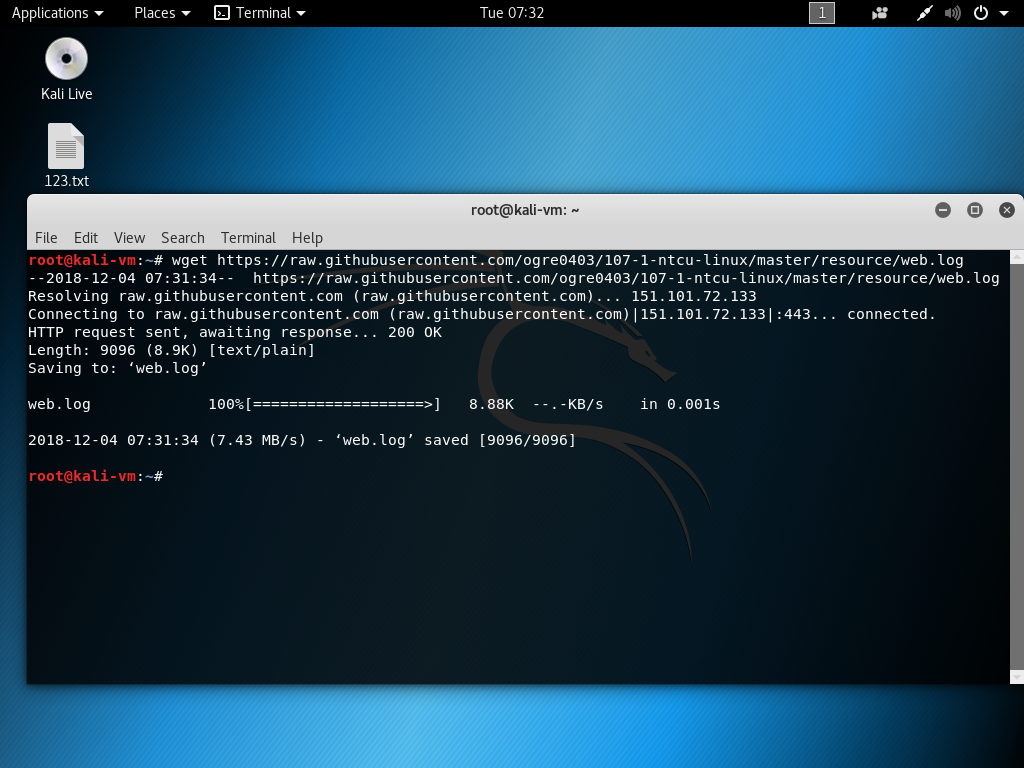 Applications Places Terminal Tue 07:32 1
Kali Live
123.txt
root@kali-vm: ~
File Edit View Search Terminal Help
root@kali-vm:~# wget https://raw.githubusercontent.com/ogre0403/107-1-ntcu-linux/master/resource/web.log
--2018-12-04 07:31:34--  https://raw.githubusercontent.com/ogre0403/107-1-ntcu-linux/master/resource/web.log
Resolving raw.githubusercontent.com (raw.githubusercontent.com)... 151.101.72.133
Connecting to raw.githubusercontent.com (raw.githubusercontent.com)|151.101.72.133|:443... connected.
HTTP request sent, awaiting response... 200 OK
Length: 9096 (8.9K) [text/plain]
Saving to: ‘web.log’
web.log             100%[===================>]   8.88K  --.-KB/s    in 0.001s
2018-12-04 07:31:34 (7.43 MB/s) - ‘web.log’ saved [9096/9096]
root@kali-vm:~#